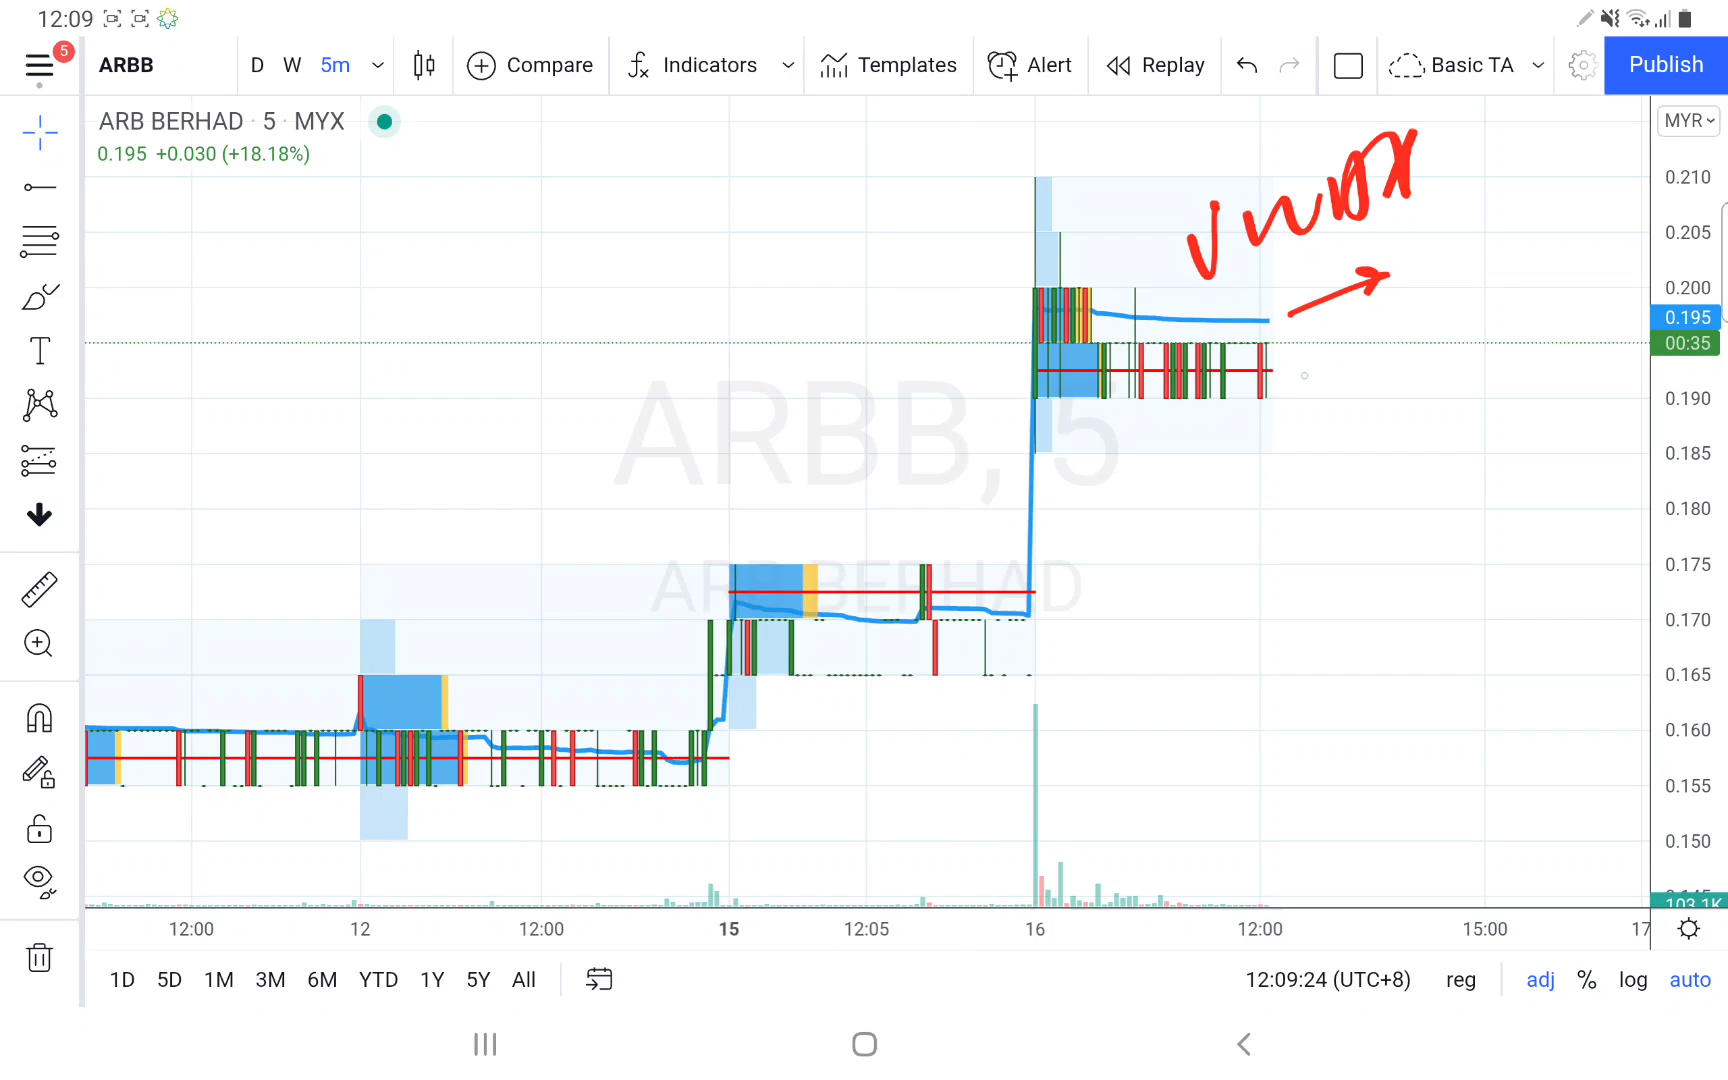 12:09
5
ARBB D W 5m Compare Indicators Templates Alert Replay Basic TA Publish
ARB BERHAD · 5 · MYX
MYR
0.195 +0.030 (+18.18%)
0.210
0.205
0.200
0.195
00:35
0.190
0.185
0.180
0.175
0.170
0.165
0.160
0.155
0.150
103.1K
ARBB, 5
ARB BERHAD
12:00 12 12:00 15 12:05 16 12:00 15:00 17
1D 5D 1M 3M 6M YTD 1Y 5Y All 12:09:24 (UTC+8) reg adj % log auto